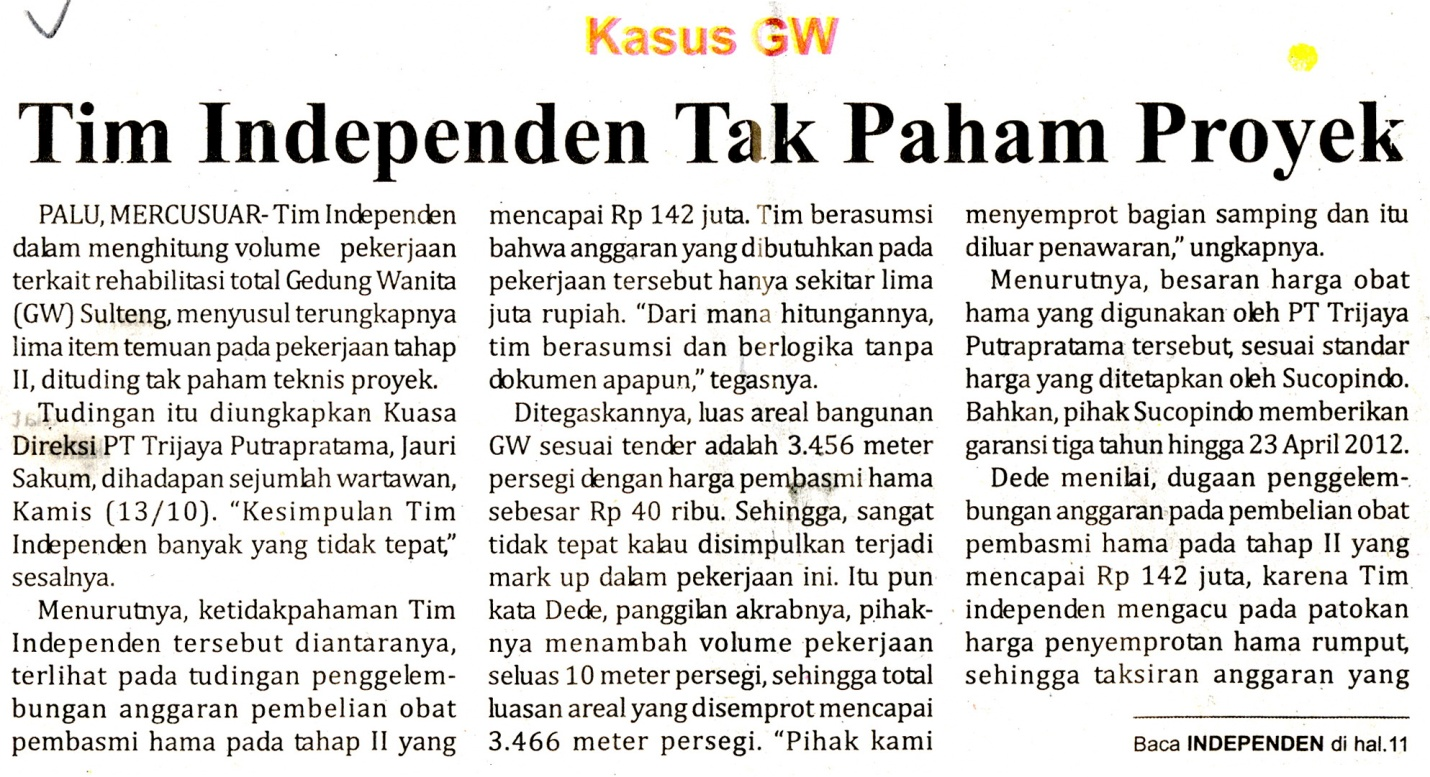 Kasus GW
Tim Independen Tak Paham Proyek
PALU, MERCUSUAR- Tim Independen
dalam menghitung volume pekerjaan
terkait rehabilitasi total Gedung Wanita
(GW) Sulteng, menyusul terungkapnya
lima item temuan pada pekerjaan tahap
II, dituding tak paham teknis proyek.
Tudingan itu diungkapkan Kuasa
Direksi PT Trijaya Putrapratama, Jauri
Sakum, dihadapan sejumlah wartawan,
Kamis (13/10). “Kesimpulan Tim
Independen banyak yang tidak tepat,”
sesalnya.
Menurutnya, ketidakpahaman Tim
Independen tersebut diantaranya,
terlihat pada tudingan penggelem-
bungan anggaran pembelian obat
pembasmi hama pada tahap II yang
mencapai Rp 142 juta. Tim berasumsi
bahwa anggaran yang dibutuhkan pada
pekerjaan tersebut hanya sekitar lima
juta rupiah. “Dari mana hitungannya,
tim berasumsi dan berlogika tanpa
dokumen apapun,” tegasnya.
Ditegaskannya, luas areal bangunan
GW sesuai tender adalah 3.456 meter
persegi dengan harga pembasmi hama
sebesar Rp 40 ribu. Sehingga, sangat
tidak tepat kalau disimpulkan terjadi
mark up dalam pekerjaan ini. Itu pun
kata Dede, panggilan akrabnya, pihak-
nya menambah volume pekerjaan
seluas 10 meter persegi, sehingga total
luasan areal yang disemprot mencapai
3.466 meter persegi. “Pihak kami
menyemprot bagian samping dan itu
diluar penawaran,” ungkapnya.
Menurutnya, besaran harga obat
hama yang digunakan oleh PT Trijaya
Putrapratama tersebut, sesuai standar
harga yang ditetapkan oleh Sucopindo.
Bahkan, pihak Sucopindo memberikan
garansi tiga tahun hingga 23 April 2012.
Dede menilai, dugaan penggelem-
bungan anggaran pada pembelian obat
pembasmi hama pada tahap II yang
mencapai Rp 142 juta, karena Tim
independen mengacu pada patokan
harga penyemprotan hama rumput,
sehingga taksiran anggaran yang
Baca INDEPENDEN di hal.11